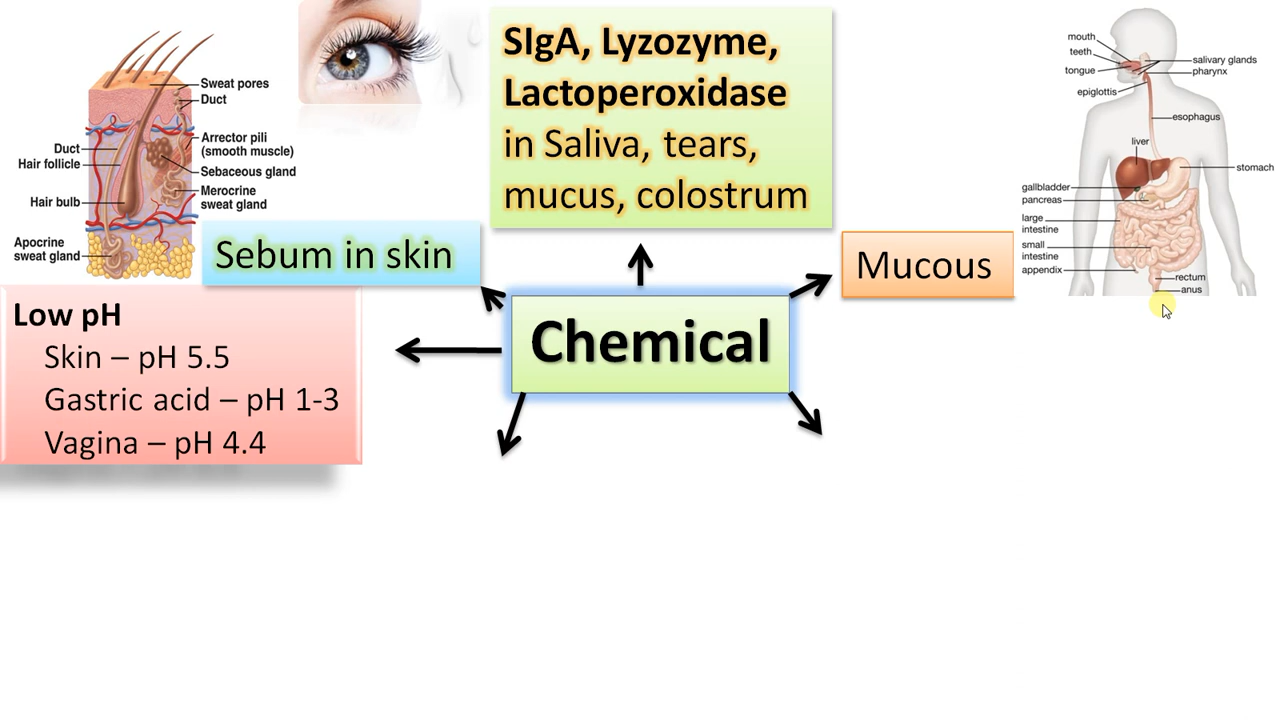 Sweat pores
Duct
Arrector pili
(smooth muscle)
Sebaceous gland
Merocrine
sweat gland
Duct
Hair follicle
Hair bulb
Apocrine
sweat gland
SIgA, Lyzozyme,
Lactoperoxidase
in Saliva, tears,
mucus, colostrum
mouth
teeth
tongue
epiglottis
salivary glands
pharynx
esophagus
liver
stomach
gallbladder
pancreas
large
intestine
small
intestine
appendix
rectum
anus
Sebum in skin
Mucous
Chemical
Low pH
Skin – pH 5.5
Gastric acid – pH 1-3
Vagina – pH 4.4